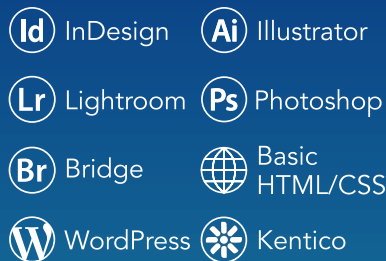 Id InDesign Ai Illustrator
Lr Lightroom Ps Photoshop
Br Bridge Basic
HTML/CSS
W WordPress Kentico